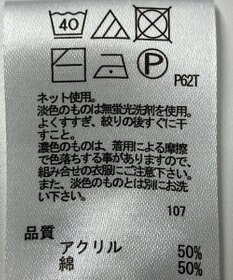 40
P
P62T
ネット使用。
淡色のものは無蛍光洗剤を使用。
よくすすぎ、絞りの後すぐに干
すこと。
濃色のものは、着用による摩擦
で色落ちする事がありますので、
組み合せの衣服にご注意下さい。
また、淡色のものとは別にお洗
い下さい。
107
品質
アクリル 50%
綿 50%